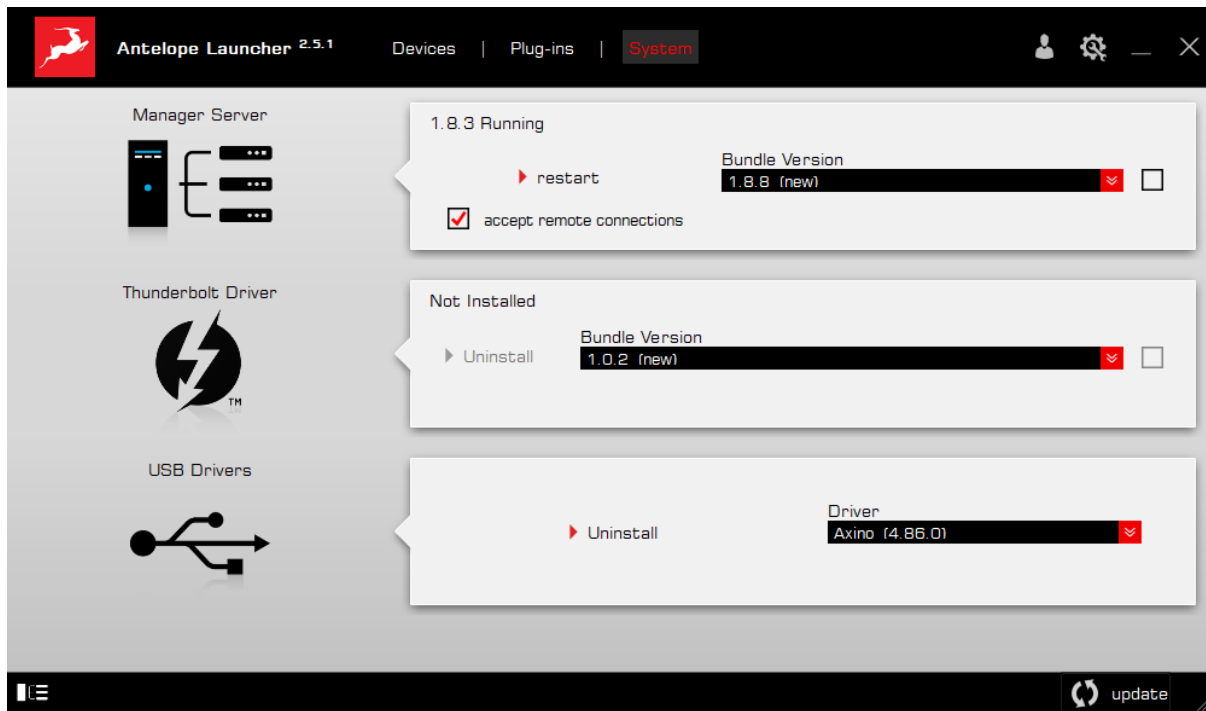 Antelope Launcher 2.5.1 Devices | Plug-ins | System
Manager Server
1.8.3 Running
restart
Bundle Version
1.8.8 (new)
accept remote connections
Thunderbolt Driver
TM
Not Installed
Uninstall
Bundle Version
1.0.2 (new)
USB Drivers
Uninstall
Driver
Axino (4.86.0)
update